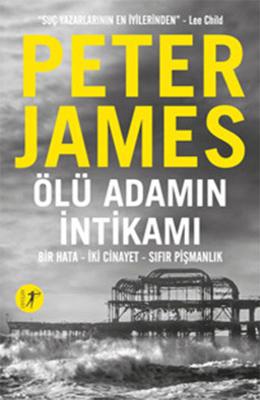 "SUÇ YAZARLARININ EN İYİLERİNDEN" – Lee Child
PETER
JAMES
ÖLÜ ADAMIN
İNTİKAMI
BİR HATA - İKİ CİNAYET - SIFIR PİŞMANLIK